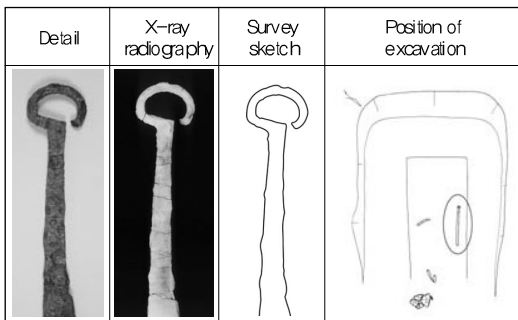 Detail
X-ray
radiography
Survey
sketch
Position of
excavation